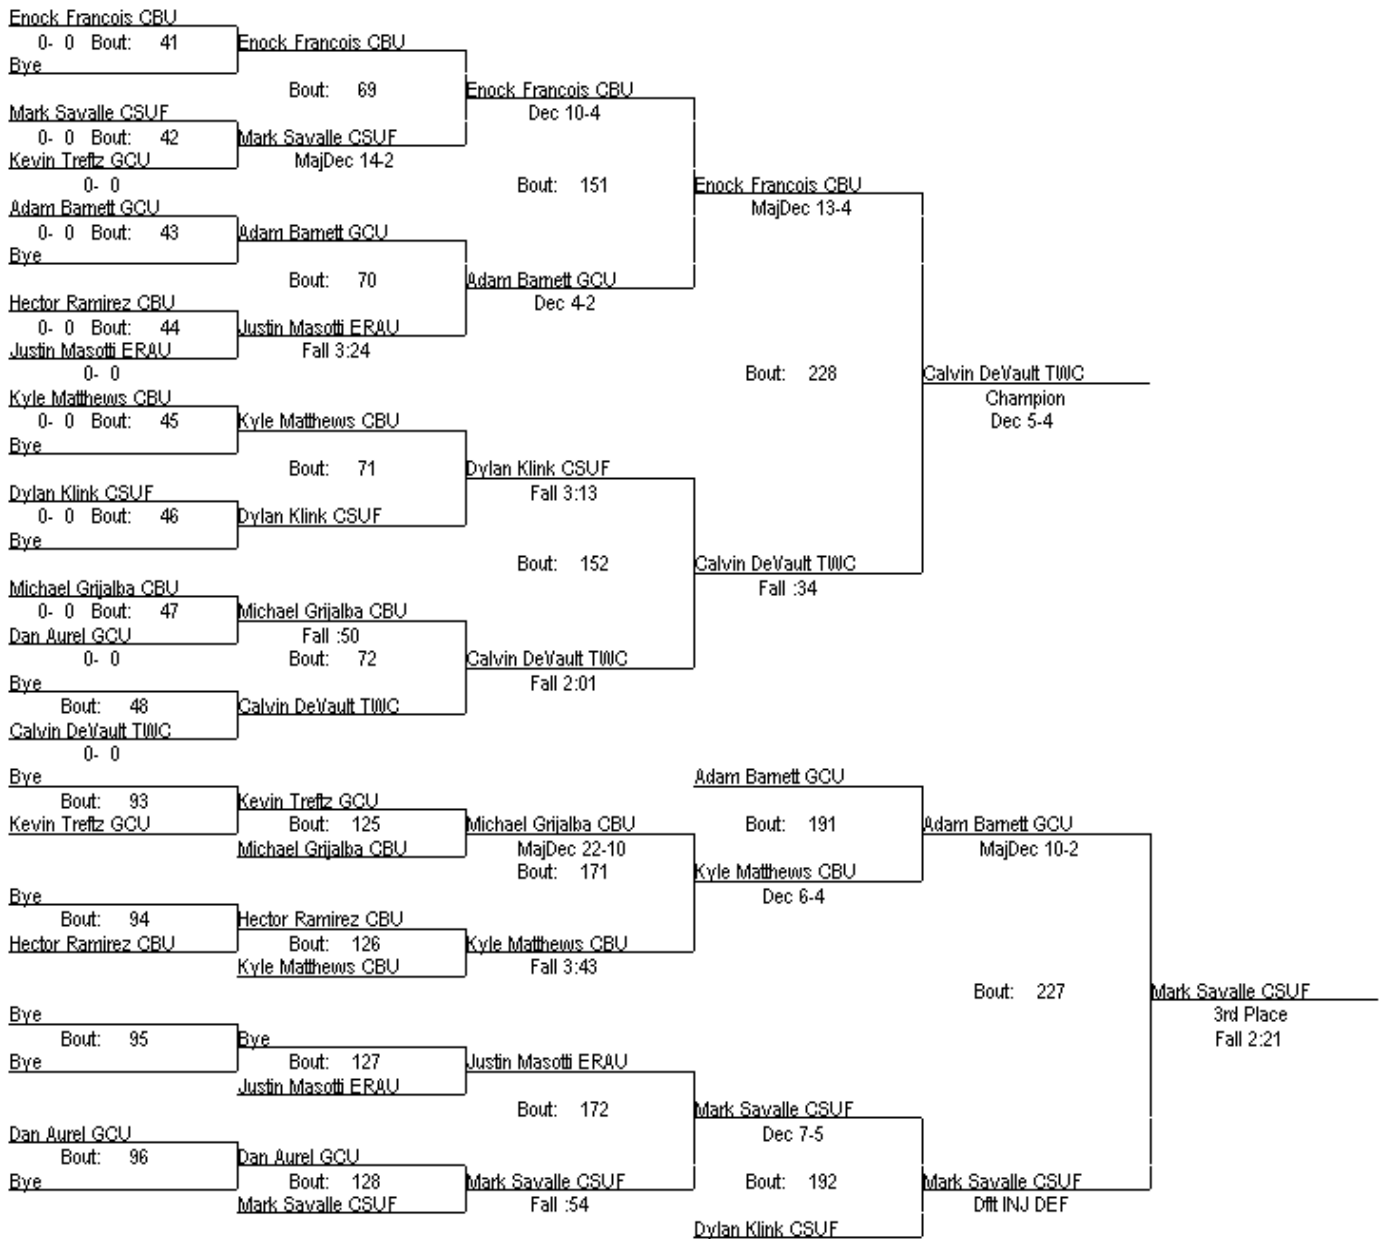 Enock Francois CBU
0- 0 Bout: 41
Bye
Enock Francois CBU
Bout: 69
Mark Savalle CSUF
0- 0 Bout: 42
Kevin Treftz GCU
0- 0
Mark Savalle CSUF
MajDec 14-2
Enock Francois CBU
Dec 10-4
Bout: 151
Adam Barnett GCU
0- 0 Bout: 43
Bye
Adam Barnett GCU
Bout: 70
Hector Ramirez CBU
0- 0 Bout: 44
Justin Masotti ERAU
0- 0
Justin Masotti ERAU
Fall 3:24
Adam Barnett GCU
Dec 4-2
Enock Francois CBU
MajDec 13-4
Bout: 228
Calvin DeVault TWC
Champion
Dec 5-4
Kyle Matthews CBU
0- 0 Bout: 45
Bye
Kyle Matthews CBU
Bout: 71
Dylan Klink CSUF
0- 0 Bout: 46
Bye
Dylan Klink CSUF
Dylan Klink CSUF
Fall 3:13
Bout: 152
Calvin DeVault TWC
Fall :34
Michael Grijalba CBU
0- 0 Bout: 47
Dan Aurel GCU
0- 0
Michael Grijalba CBU
Fall :50
Bout: 72
Bye
Bout: 48
Calvin DeVault TWC
0- 0
Calvin DeVault TWC
Calvin DeVault TWC
Fall 2:01
Bye
Bout: 93
Kevin Treftz GCU
Kevin Treftz GCU
Bout: 125
Michael Grijalba CBU
Michael Grijalba CBU
MajDec 22-10
Bout: 171
Adam Barnett GCU
Bout: 191
Kyle Matthews CBU
Dec 6-4
Adam Barnett GCU
MajDec 10-2
Bye
Bout: 94
Hector Ramirez CBU
Hector Ramirez CBU
Bout: 126
Kyle Matthews CBU
Kyle Matthews CBU
Fall 3:43
Bout: 227
Mark Savalle CSUF
3rd Place
Fall 2:21
Bye
Bout: 95
Bye
Bye
Bout: 127
Justin Masotti ERAU
Justin Masotti ERAU
Bout: 172
Mark Savalle CSUF
Dec 7-5
Dan Aurel GCU
Bout: 96
Bye
Dan Aurel GCU
Bout: 128
Mark Savalle CSUF
Mark Savalle CSUF
Fall :54
Bout: 192
Dylan Klink CSUF
Mark Savalle CSUF
Dflt INJ DEF